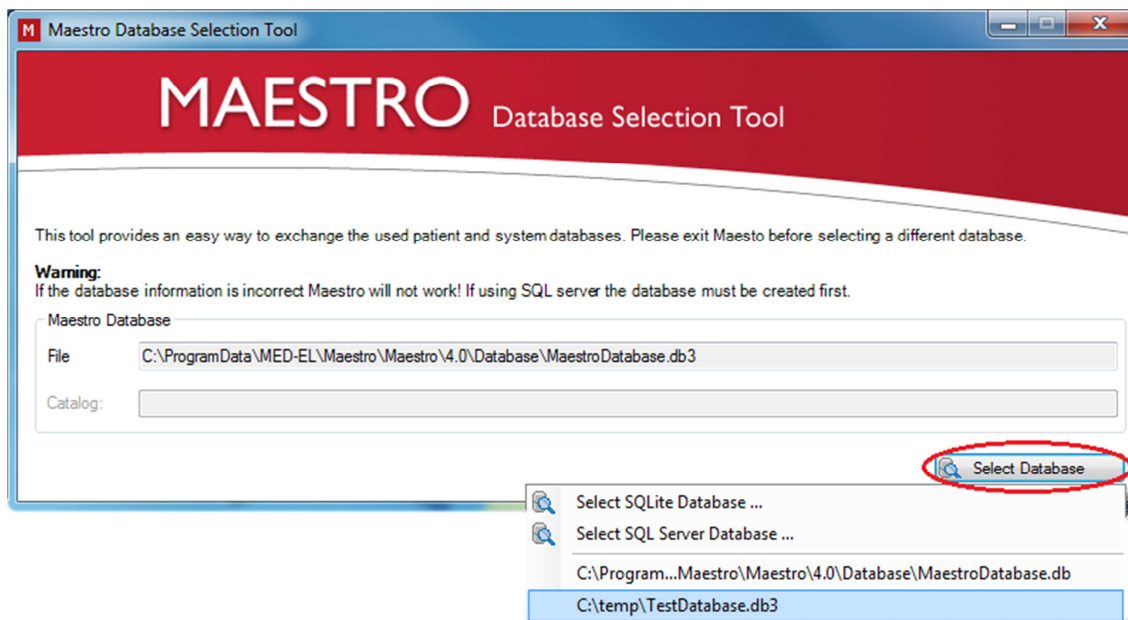 M Maestro Database Selection Tool
MAESTRO Database Selection Tool
This tool provides an easy way to exchange the used patient and system databases. Please exit Maesto before selecting a different database.
Warning:
If the database information is incorrect Maestro will not work! If using SQL server the database must be created first.
Maestro Database
File C:\ProgramData\MED-EL\Maestro\Maestro\4.0\Database\MaestroDatabase.db3
Catalog:
Select Database
Select SQLite Database ...
Select SQL Server Database ...
C:\Program...Maestro\Maestro\4.0\Database\MaestroDatabase.db
C:\temp\TestDatabase.db3